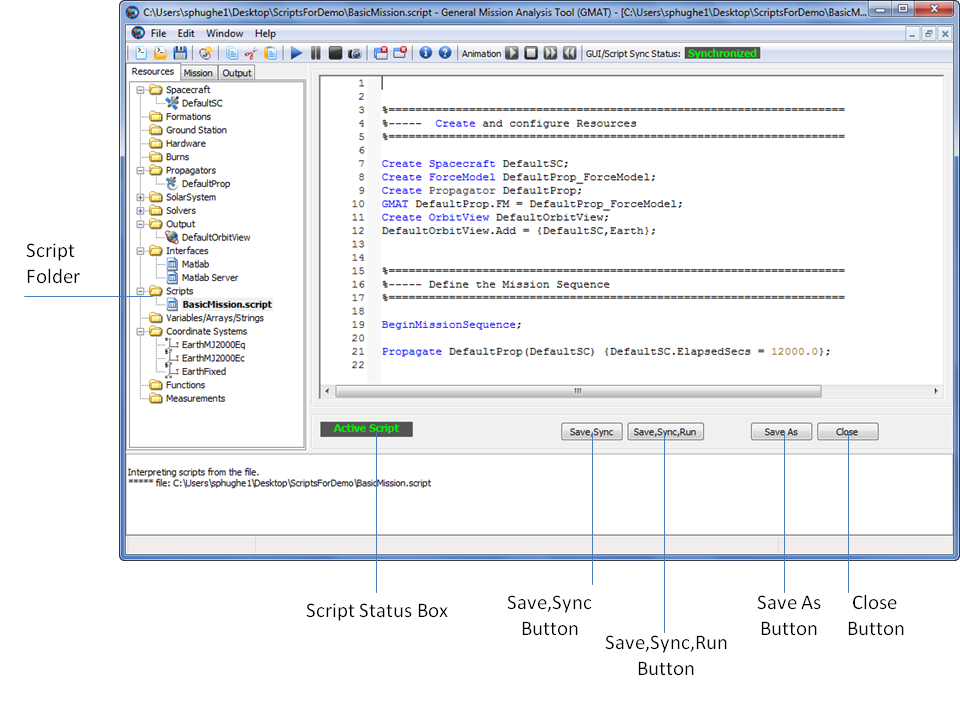 C:\Users\sphughe1\Desktop\ScriptsForDemo\BasicMission.script - General Mission Analysis Tool (GMAT) - [C:\Users\sphughe1\Desktop\ScriptsForDemo\BasicM...
File Edit Window Help
Animation GUI/Script Sync Status: Synchronized
Resources Mission Output
Spacecraft
DefaultSC
Formations
Ground Station
Hardware
Burns
Propagators
DefaultProp
SolarSystem
Solvers
Output
DefaultOrbitView
Interfaces
Matlab
Matlab Server
Scripts
BasicMission.script
Variables/Arrays/Strings
Coordinate Systems
EarthMJ2000Eq
EarthMJ2000Ec
EarthFixed
Functions
Measurements
1
2
3 %====================================================================
4 %----- Create and configure Resources
5 %====================================================================
6
7 Create Spacecraft DefaultSC;
8 Create ForceModel DefaultProp_ForceModel;
9 Create Propagator DefaultProp;
10 GMAT DefaultProp.FM = DefaultProp_ForceModel;
11 Create OrbitView DefaultOrbitView;
12 DefaultOrbitView.Add = {DefaultSC,Earth};
13
14
15 %====================================================================
16 %----- Define the Mission Sequence
17 %====================================================================
18
19 BeginMissionSequence;
20
21 Propagate DefaultProp(DefaultSC) {DefaultSC.ElapsedSecs = 12000.0};
22
Active Script
Save,Sync Save,Sync,Run Save As Close
Interpreting scripts from the file.
***** file: C:\Users\sphughe1\Desktop\ScriptsForDemo\BasicMission.script
Script
Folder
Script Status Box
Save,Sync
Button
Save,Sync,Run
Button
Save As
Button
Close
Button